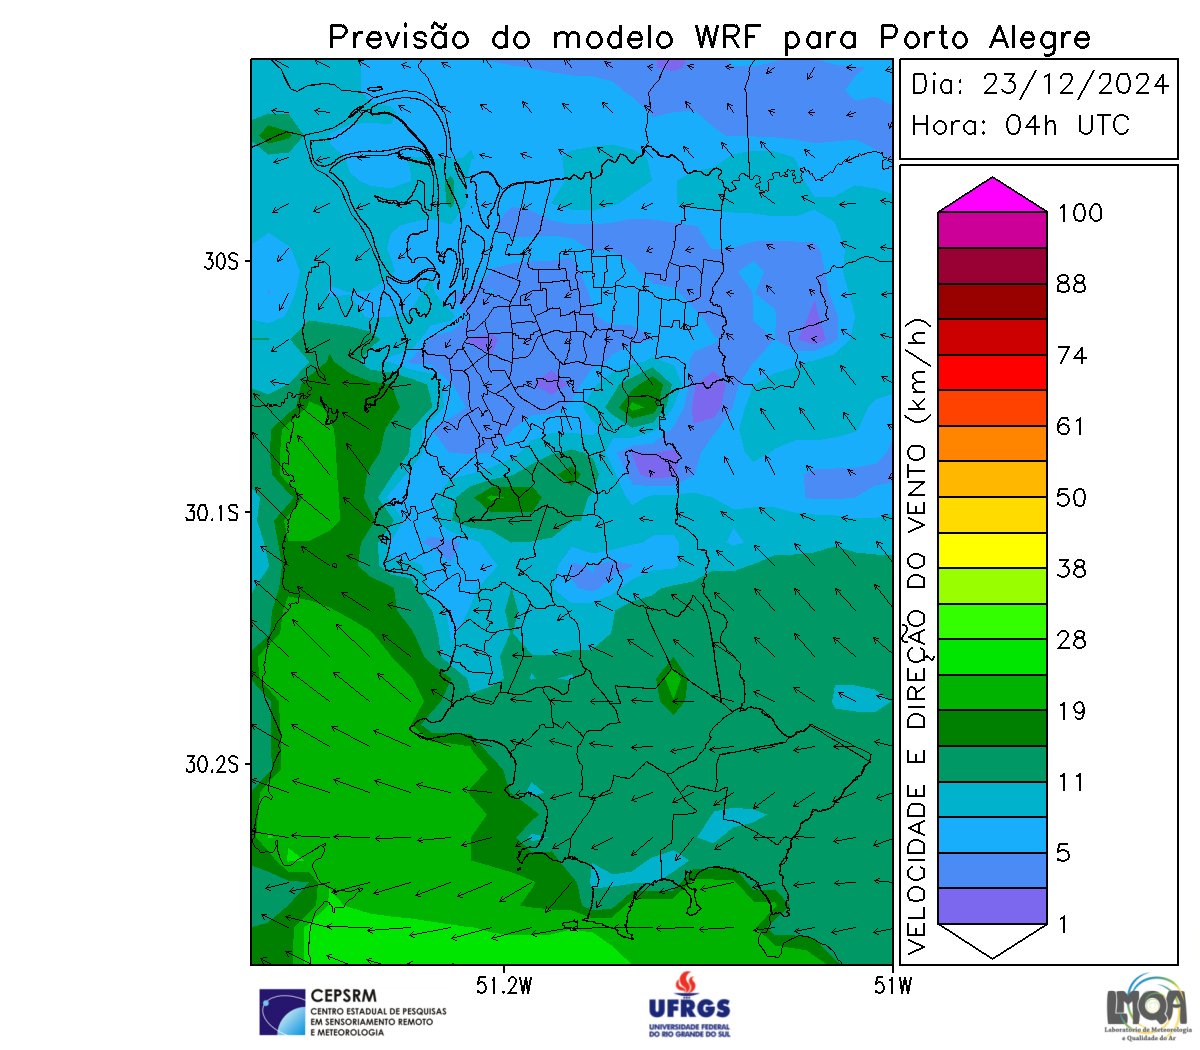 Previsão do modelo WRF para Porto Alegre
Dia: 23/12/2024
Hora: 04h UTC
30S
30.1S
30.2S
51.2W
51W
VELOCIDADE E DIREÇÃO DO VENTO (km/h)
100
88
74
61
50
38
28
19
11
5
1
CEPSRM
CENTRO ESTADUAL DE PESQUISAS
EM SENSORIAMENTO REMOTO
E METEOROLOGIA
UFRGS
UNIVERSIDADE FEDERAL
DO RIO GRANDE DO SUL
LMQA
Laboratório de Meteorologia
e Qualidade do Ar